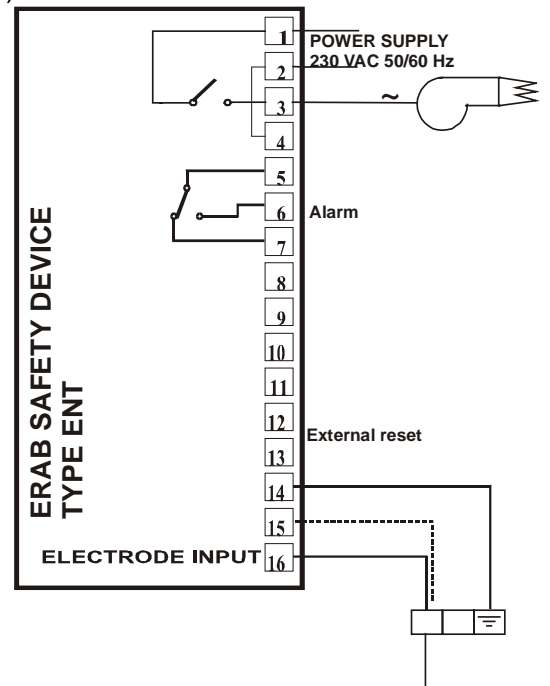 1
POWER SUPPLY
230 VAC 50/60 Hz
2
3
~
4
5
6
Alarm
7
8
9
10
11
12
External reset
13
14
15
ELECTRODE INPUT 16
ERAB SAFETY DEVICE
TYPE ENT